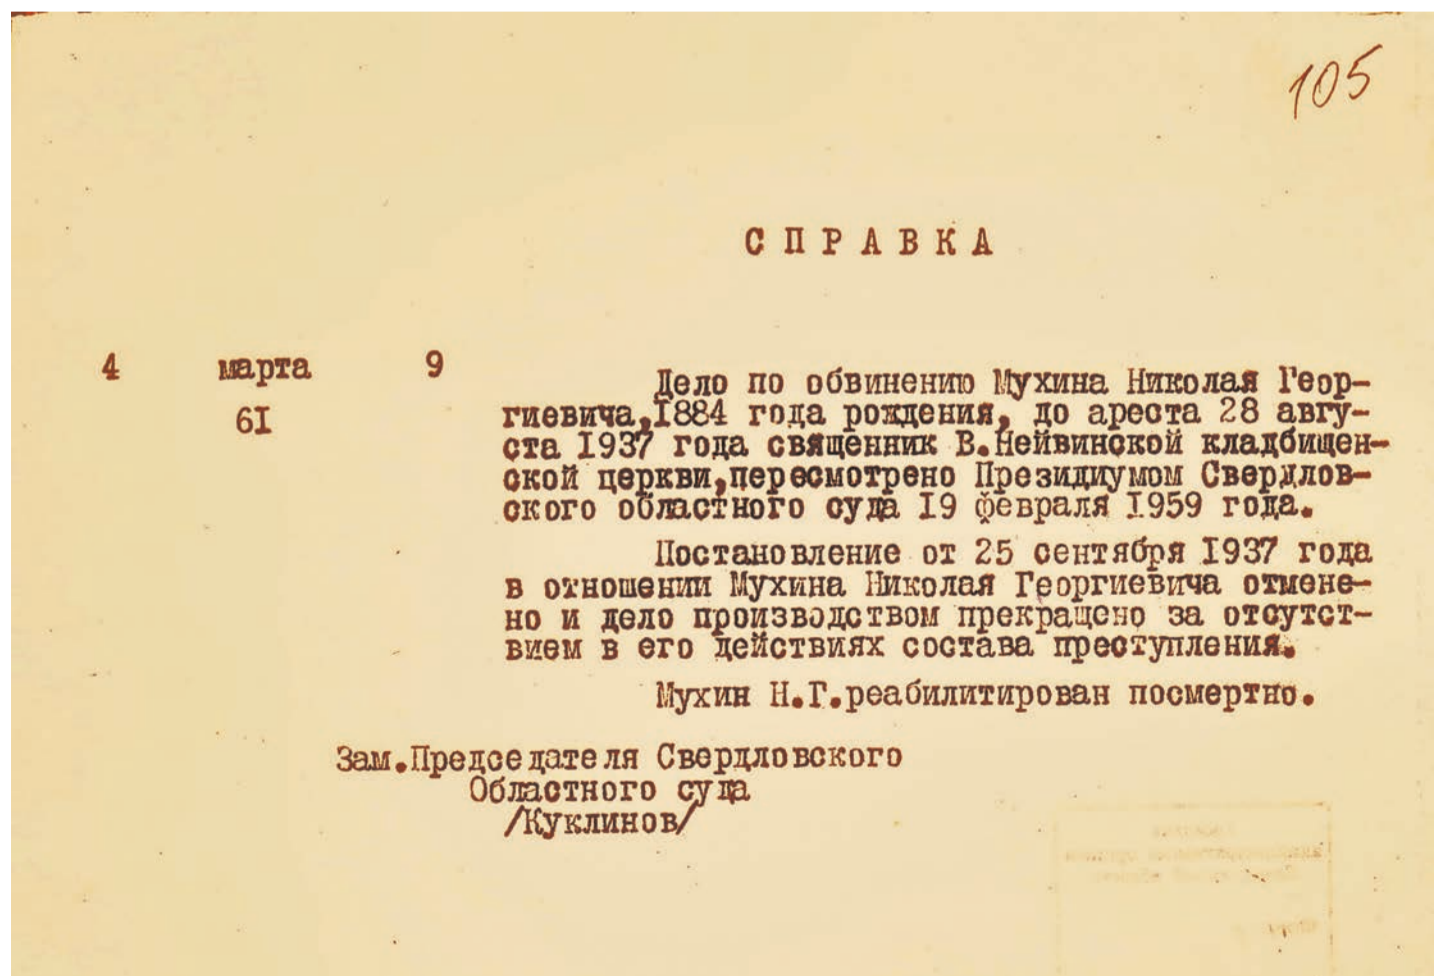 105
СПРАВКА
4 марта 9
61
Дело по обвинению Мухина Николая Геор-
гиевича,1884 года рождения, до ареста 28 авгу-
ста 1937 года священник В.Нейвинской кладбищен-
ской церкви,пересмотрено Президиумом Свердлов-
ского областного суда 19 февраля 1959 года.
Постановление от 25 сентября 1937 года
в отношении Мухина Николая Георгиевича отмене-
но и дело производством прекращено за отсутст-
вием в его действиях состава преступления.
Мухин Н.Г.реабилитирован посмертно.
Зам.Председателя Свердловского
Областного суда
/Куклинов/